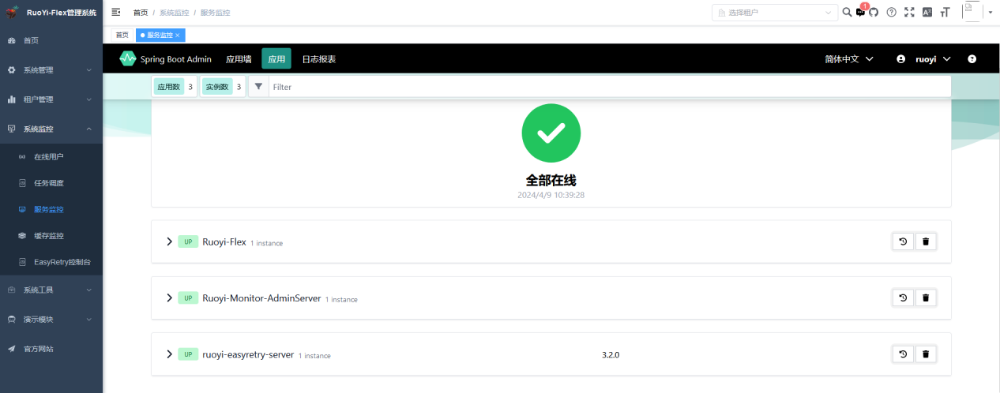 RuoYi-Flex管理系统
首页
系统管理
租户管理
系统监控
在线用户
任务调度
服务监控
缓存监控
EasyRetry控制台
系统工具
演示模块
官方网站
首页 / 系统监控 / 服务监控
选择租户
1
首页
服务监控
Spring Boot Admin 应用墙 应用 日志报表 简体中文 ruoyi
应用数 3 实例数 3 Filter
全部在线
2024/4/9 10:39:28
UP Ruoyi-Flex 1 instance
UP Ruoyi-Monitor-AdminServer 1 instance
UP ruoyi-easyretry-server 1 instance 3.2.0